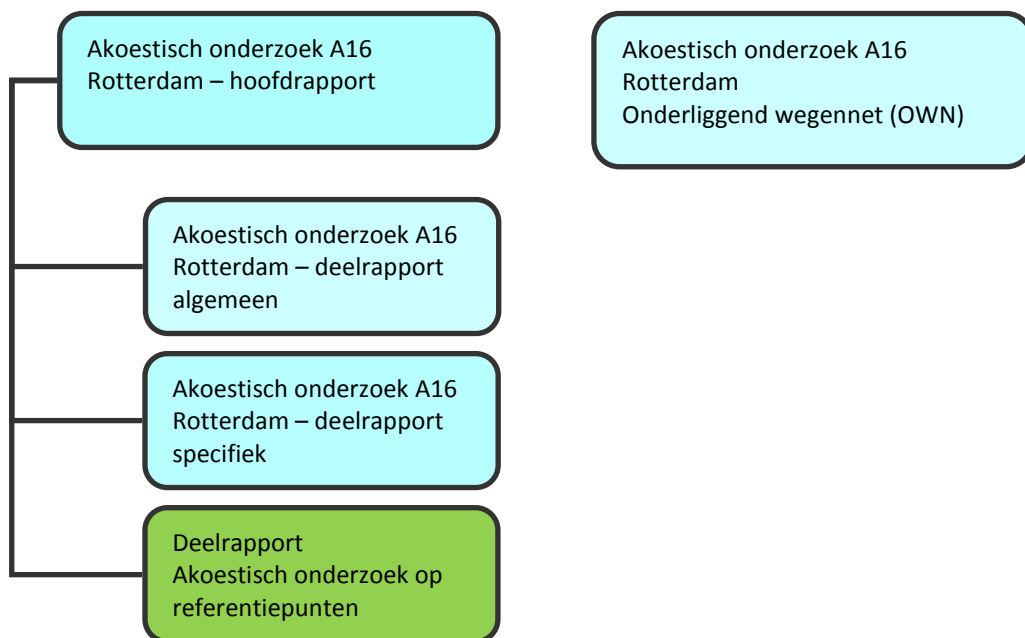 Akoestisch onderzoek A16
Rotterdam – hoofdrapport
Akoestisch onderzoek A16
Rotterdam
Onderliggend wegennet (OWN)
Akoestisch onderzoek A16
Rotterdam – deelrapport
algemeen
Akoestisch onderzoek A16
Rotterdam – deelrapport
specifiek
Deelrapport
Akoestisch onderzoek op
referentiepunten